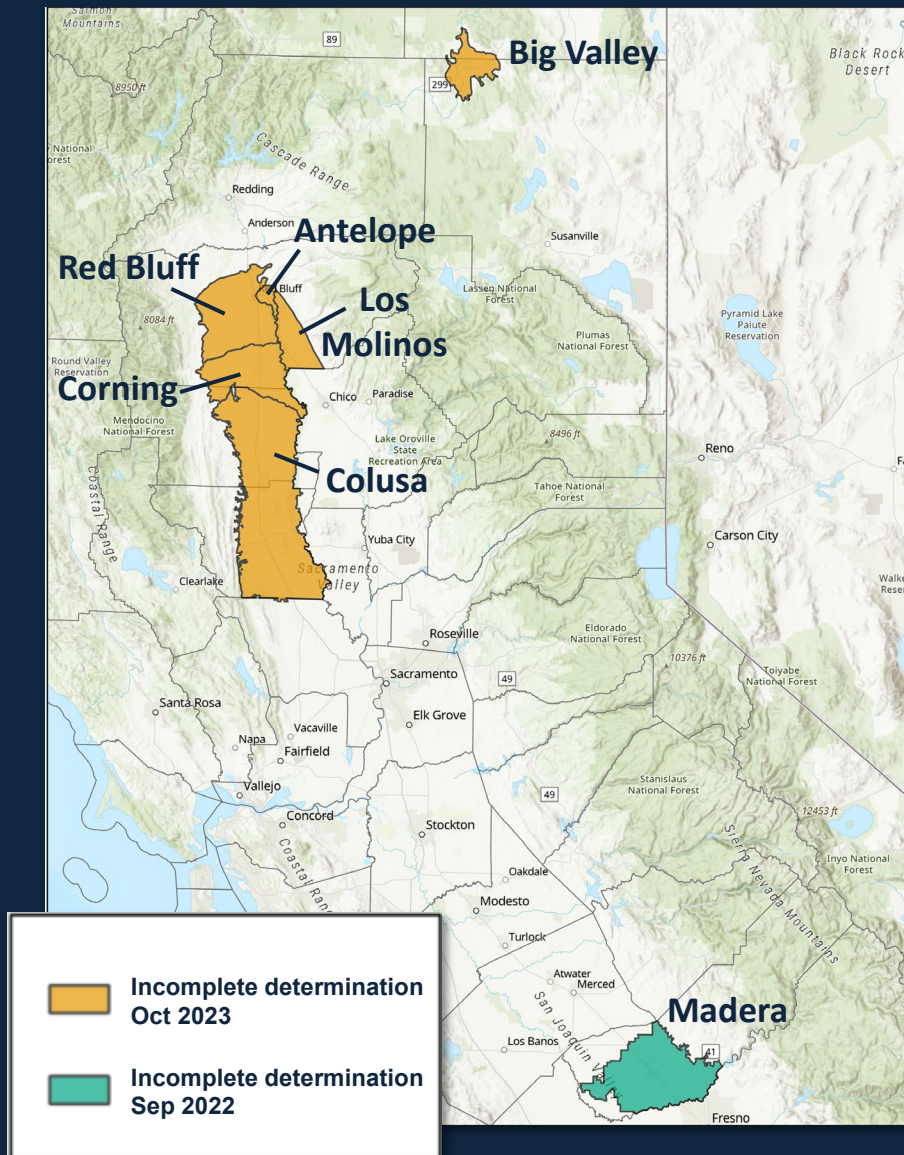 Salmon
Mountains
89
Big Valley
Black Rock
Desert
299
8950 ft
National
orest
Cascade Range
Redding
Anderson
Antelope
Susanville
Red Bluff
Bluff
Los
Molinos
Lassen National
Forest
8084 ft
Pyramid Lake
Paiute
Reservation
Plumas
National Forest
Round Valley
Reservation
Corning
Chico
Paradise
Mendocino
National Forest
Lake Oroville
State
Recreation Area
8496 ft
Reno
Coastal Range
Colusa
Tahoe National
Forest
Yuba City
Carson City
Sacramento
Valley
Clearlake
Walke
Rese
Roseville
Eldorado
National Forest
10376 ft
Sacramento
49
Toiyabe
National Forest
Santa Rosa
Elk Grove
Napa
Vacaville
Fairfield
Vallejo
Stanislaus
National Forest
49
12453 ft
Concord
Stockton
Coastal Ran
Sierra Nevada Mountains
Inyo National
Forest
Oakdale
Modesto
Turlock
Atwater
Merced
Madera
San Joaquin Vall
Los Banos
41
Fresno
Incomplete determination
Oct 2023
Incomplete determination
Sep 2022